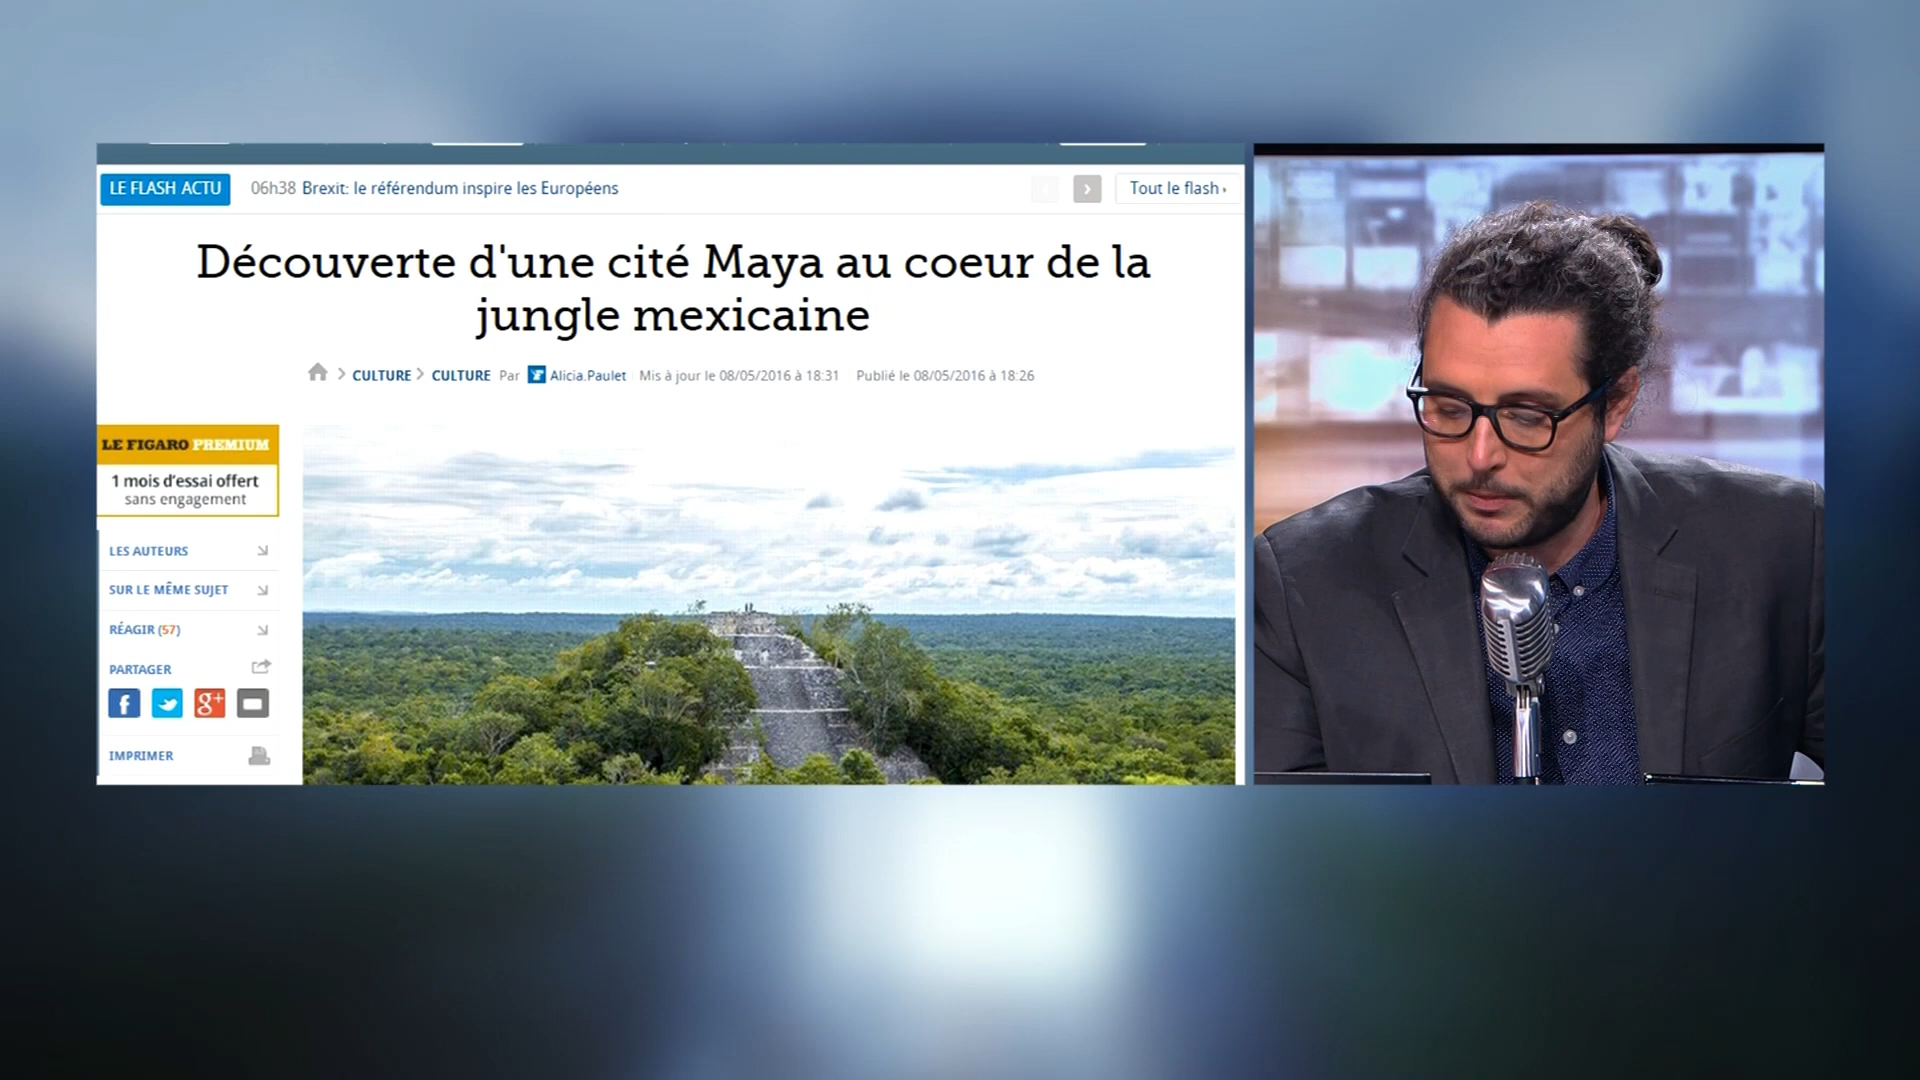 LE FLASH ACTU
06h38 Brexit: le référendum inspire les Européens
Tout le flash ›
Découverte d'une cité Maya au coeur de la
jungle mexicaine
CULTURE > CULTURE Par Alicia.Paulet Mis à jour le 08/05/2016 à 18:31 Publié le 08/05/2016 à 18:26
LE FIGARO PREMIUM
1 mois d'essai offert
sans engagement
LES AUTEURS
SUR LE MÊME SUJET
RÉAGIR (57)
PARTAGER
f g+
IMPRIMER